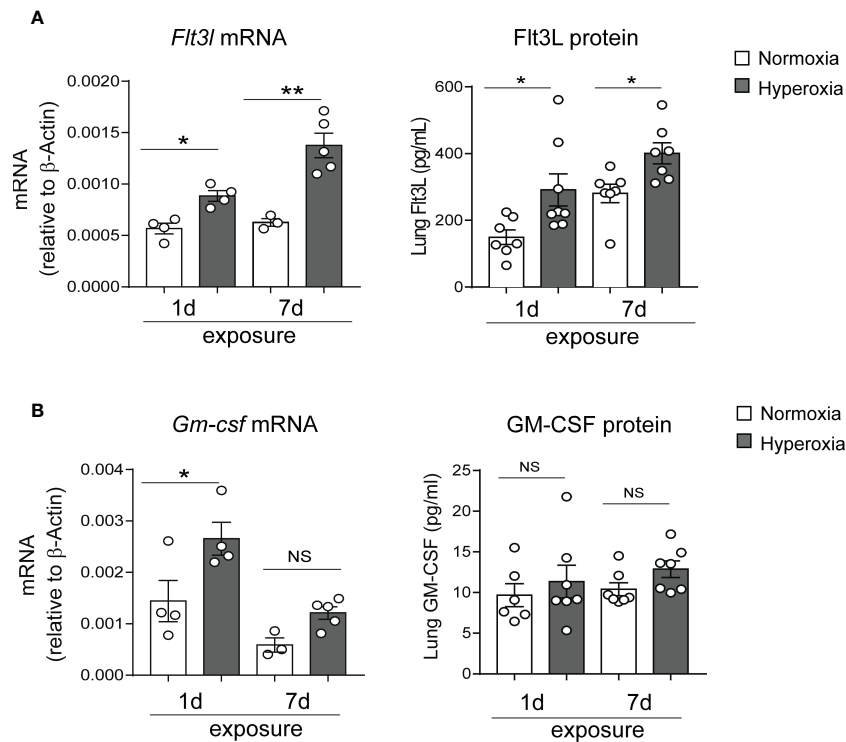 A
Flt3l mRNA
Flt3L protein
Normoxia
Hyperoxia
mRNA
(relative to β-Actin)
0.0020
0.0015
0.0010
0.0005
0.0000
*
**
1d
7d
exposure
Lung Flt3L (pg/mL)
600
400
200
0
*
*
1d
7d
exposure
B
Gm-csf mRNA
GM-CSF protein
Normoxia
Hyperoxia
mRNA
(relative to β-Actin)
0.004
0.003
0.002
0.001
0.000
*
NS
1d
7d
exposure
Lung GM-CSF (pg/ml)
25
20
15
10
5
0
NS
NS
1d
7d
exposure